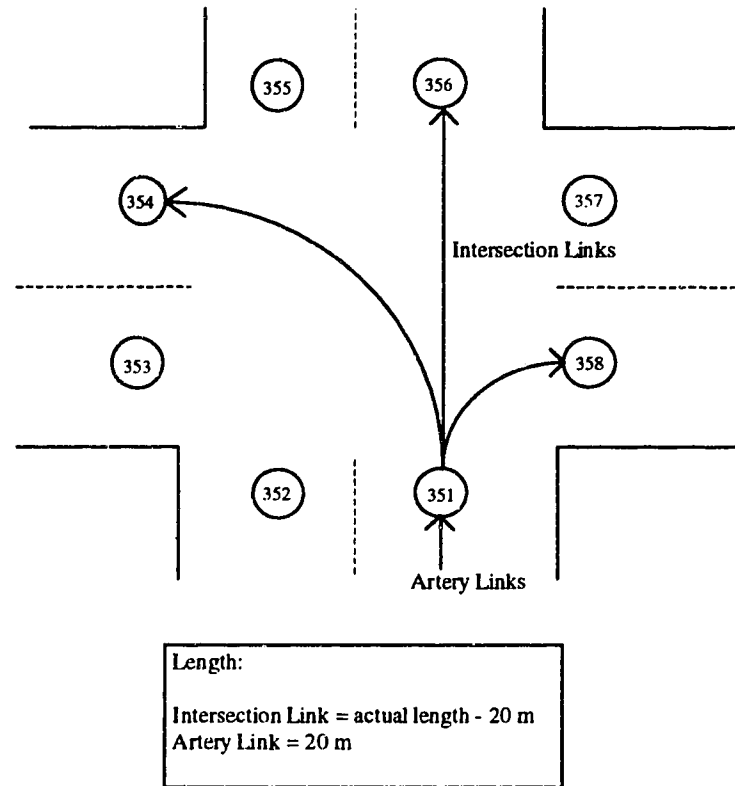 355
356
354
357
Intersection Links
353
358
352
351
Artery Links
Length:
Intersection Link = actual length - 20 m
Artery Link = 20 m